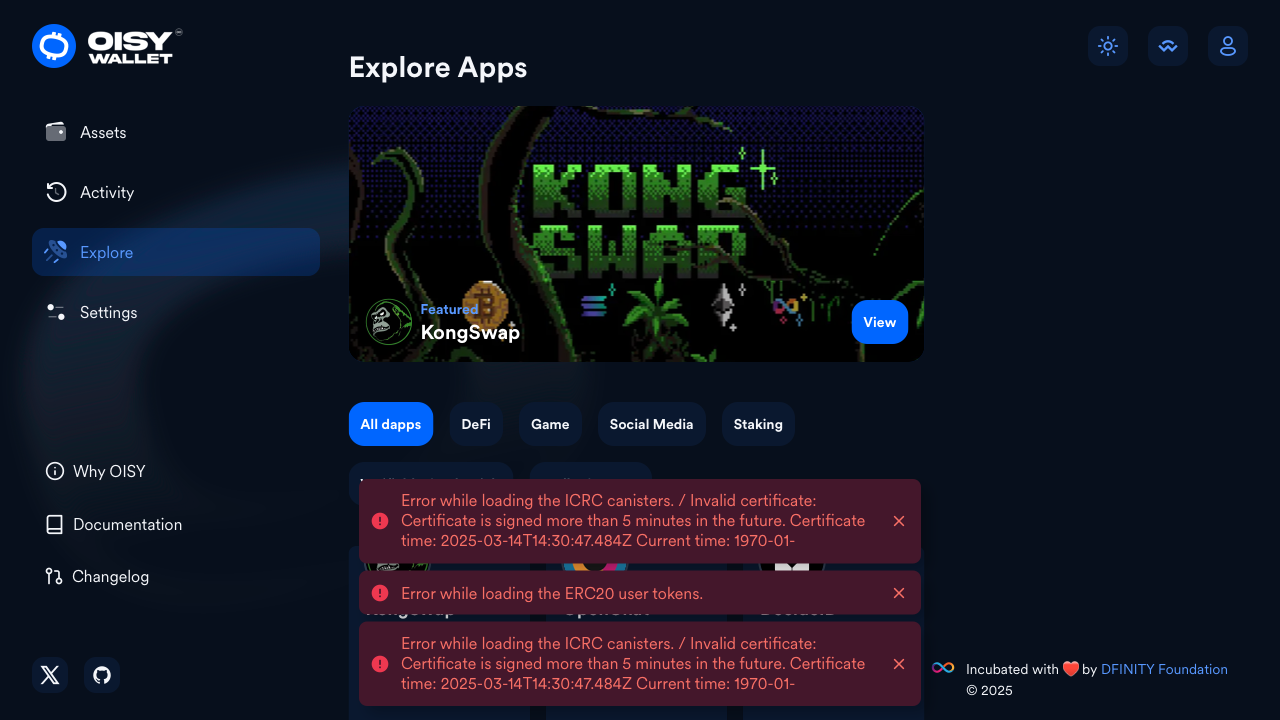 OISY
WALLET
Explore Apps
Assets
Activity
Explore
Settings
KONG
SWAP
Featured
KongSwap
View
All dapps
DeFi
Game
Social Media
Staking
Why OISY
Documentation
Changelog
Error while loading the ICRC canisters. / Invalid certificate:
Certificate is signed more than 5 minutes in the future. Certificate
time: 2025-03-14T14:30:47.484Z Current time: 1970-01-
Error while loading the ERC20 user tokens.
Error while loading the ICRC canisters. / Invalid certificate:
Certificate is signed more than 5 minutes in the future. Certificate
time: 2025-03-14T14:30:47.484Z Current time: 1970-01-
Incubated with ❤️ by DFINITY Foundation
© 2025